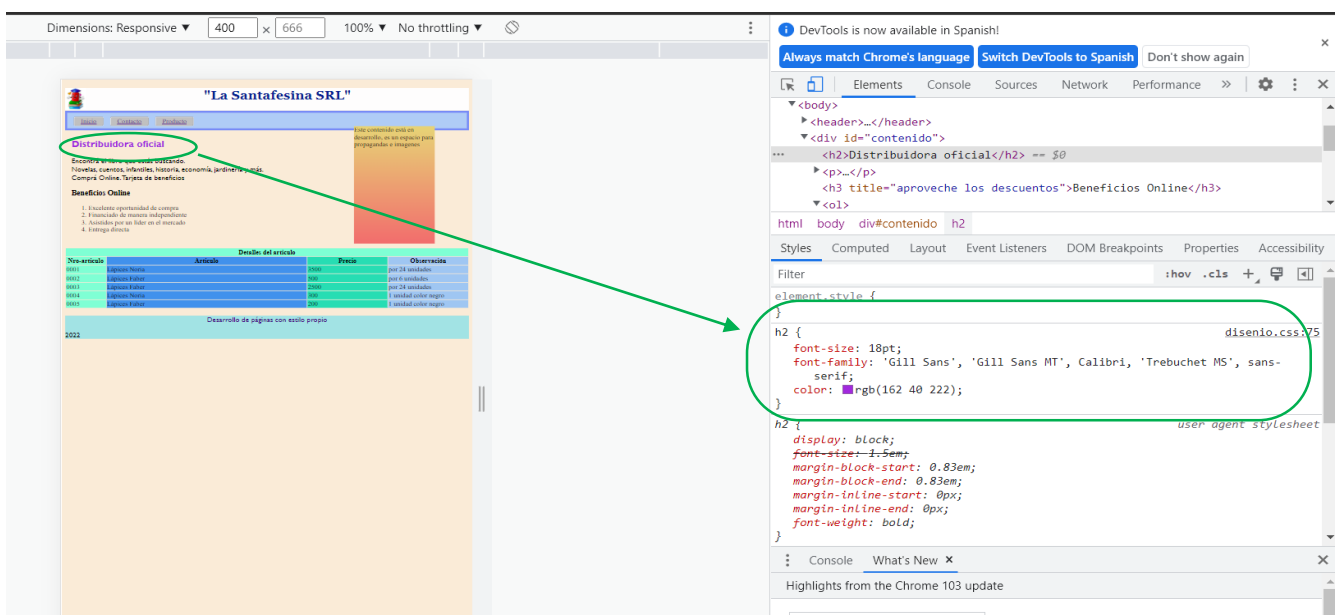 Dimensions: Responsive ▼ 400 × 666 100% ▼ No throttling ▼
"La Santafesina SRL"
Inicio Contacto Producto
Este contenido está en
desarrollo, es un espacio para
propagandas e imagenes
Distribuidora oficial
Encontrá el libro que estás buscando.
Novelas, cuentos, infantiles, historia, economía, jardinería y más.
Comprá Online. Tarjeta de beneficios
Beneficios Online
1. Excelente oportunidad de compra
2. Financiado de manera independiente
3. Asistidos por un líder en el mercado
4. Entrega directa
Detalles del artículo
Nro-artículo Artículo Precio Observación
0001 Lápices Noria 3500 por 24 unidades
0002 Lápices Faber 500 por 6 unidades
0003 Lápices Faber 2500 por 24 unidades
0004 Lápices Noria 300 1 unidad color negro
0005 Lápices Faber 200 1 unidad color negro
Desarrollo de páginas con estilo propio
2022
DevTools is now available in Spanish!
Always match Chrome's language Switch DevTools to Spanish Don't show again
Elements Console Sources Network Performance »
▼<body>
▶<header>…</header>
▼<div id="contenido">
<h2>Distribuidora oficial</h2> == $0
▶<p>…</p>
<h3 title="aproveche los descuentos">Beneficios Online</h3>
▼<ol>
html body div#contenido h2
Styles Computed Layout Event Listeners DOM Breakpoints Properties Accessibility
Filter :hov .cls +
element.style {
}
h2 { disenio.css:75
font-size: 18pt;
font-family: 'Gill Sans', 'Gill Sans MT', Calibri, 'Trebuchet MS', sans-
serif;
color: rgb(162 40 222);
}
h2 { user agent stylesheet
display: block;
font-size: 1.5em;
margin-block-start: 0.83em;
margin-block-end: 0.83em;
margin-inline-start: 0px;
margin-inline-end: 0px;
font-weight: bold;
}
Console What's New ×
Highlights from the Chrome 103 update